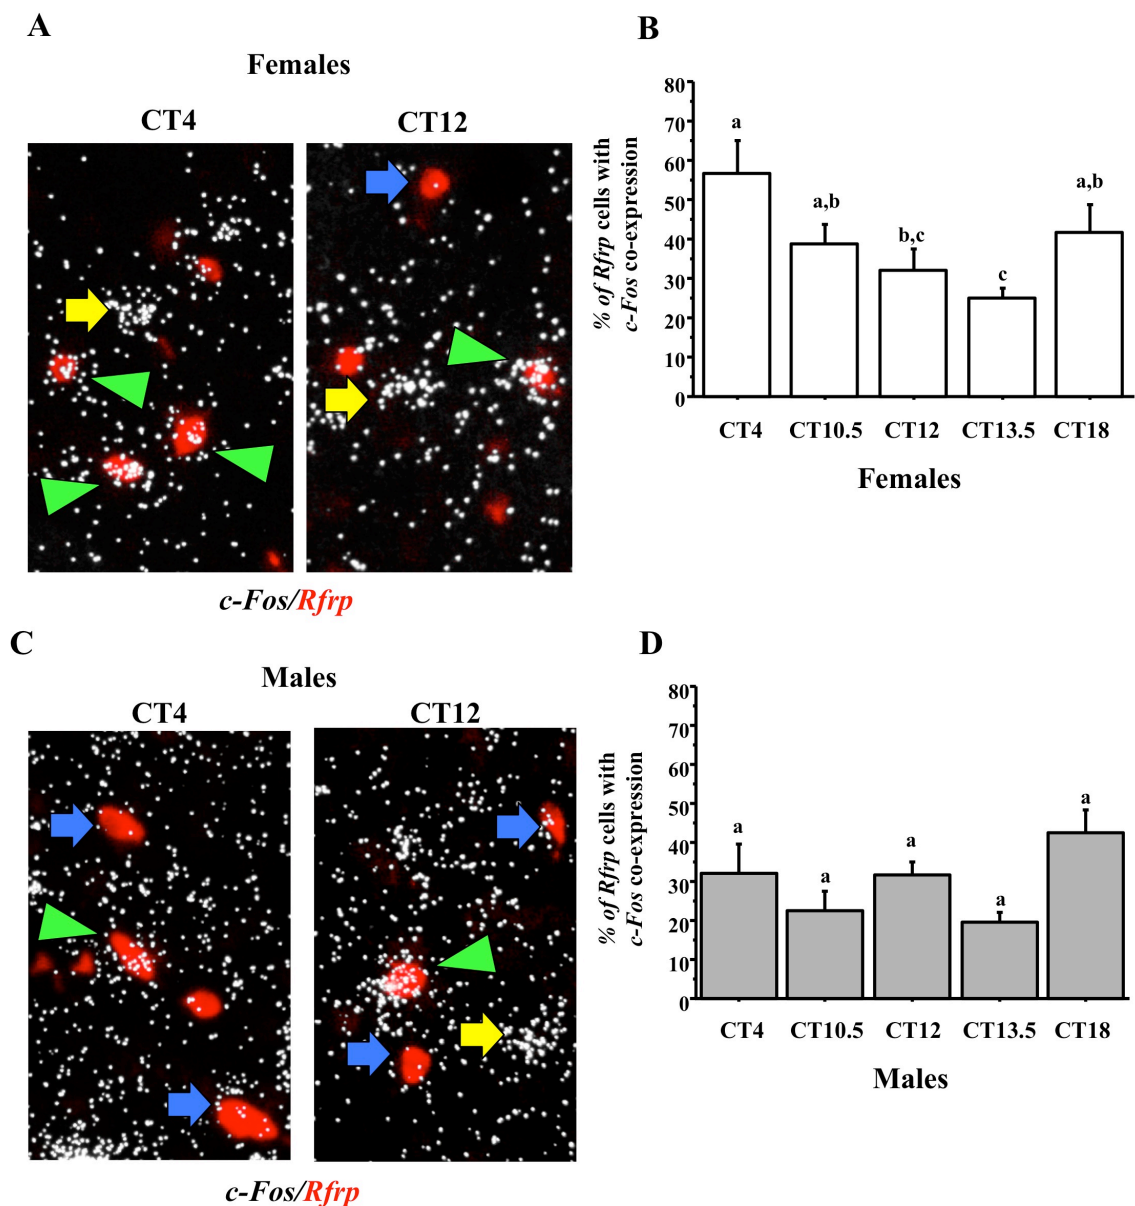 A
Females
CT4
CT12
c-Fos/Rfrp
B
% of Rfrp cells with
c-Fos co-expression
80
70
60
50
40
30
20
10
0
a
a,b
b,c
c
a,b
CT4
CT10.5
CT12
CT13.5
CT18
Females
C
Males
CT4
CT12
c-Fos/Rfrp
D
% of Rfrp cells with
c-Fos co-expression
80
70
60
50
40
30
20
10
0
a
a
a
a
a
CT4
CT10.5
CT12
CT13.5
CT18
Males